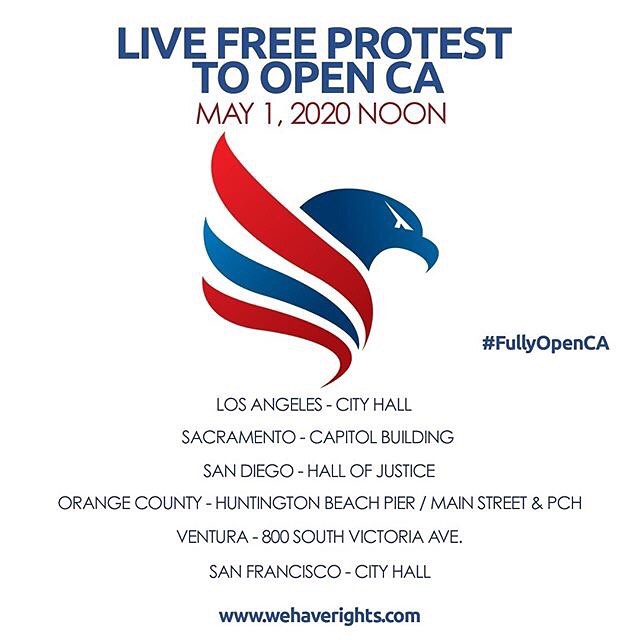 LIVE FREE PROTEST
TO OPEN CA
MAY 1, 2020 NOON
#FullyOpenCA
LOS ANGELES - CITY HALL
SACRAMENTO - CAPITOL BUILDING
SAN DIEGO - HALL OF JUSTICE
ORANGE COUNTY - HUNTINGTON BEACH PIER / MAIN STREET & PCH
VENTURA - 800 SOUTH VICTORIA AVE.
SAN FRANCISCO - CITY HALL
www.wehaverights.com